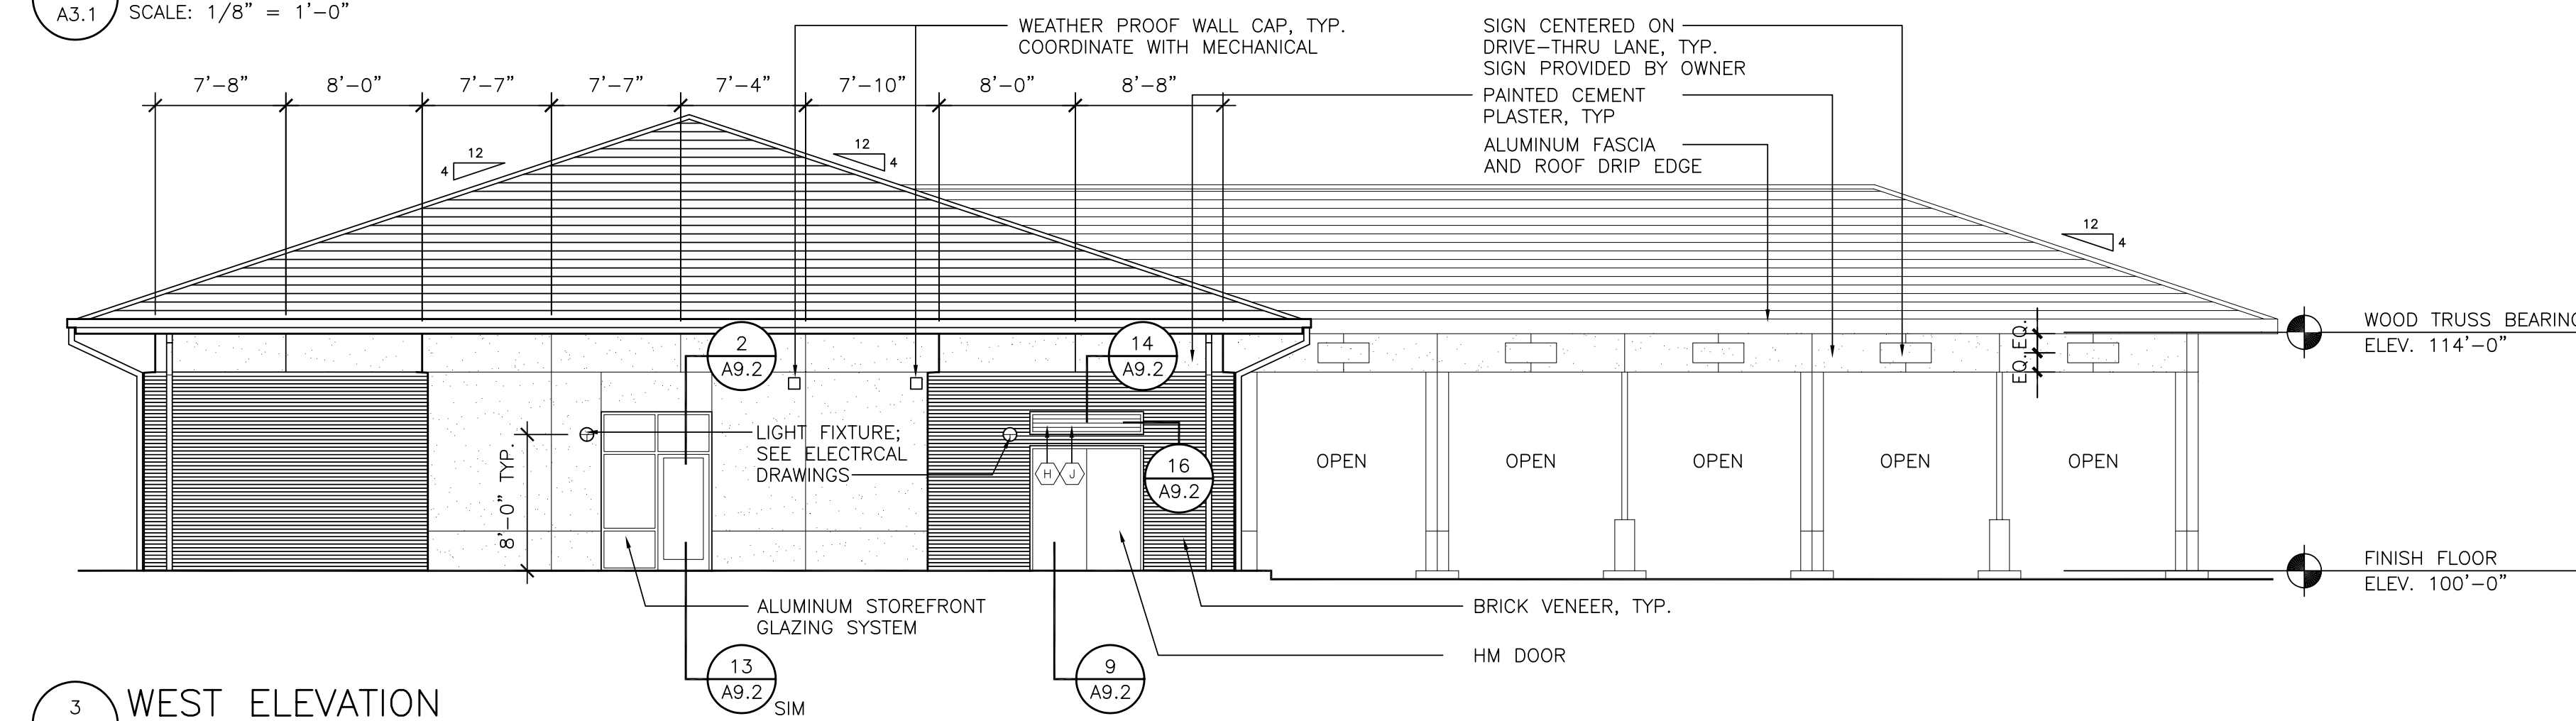 A3.1
SCALE: 1/8" = 1'-0"
WEATHER PROOF WALL CAP, TYP.
COORDINATE WITH MECHANICAL
SIGN CENTERED ON
DRIVE-THRU LANE, TYP.
SIGN PROVIDED BY OWNER
7'-8" 8'-0" 7'-7" 7'-7" 7'-4" 7'-10" 8'-0" 8'-8"
PAINTED CEMENT
PLASTER, TYP
ALUMINUM FASCIA
AND ROOF DRIP EDGE
12
4
12
4
12
4
WOOD TRUSS BEARING
ELEV. 114'-0"
EQ. EQ.
2
A9.2
14
A9.2
LIGHT FIXTURE;
SEE ELECTRCAL
DRAWINGS
8'-0" TYP.
H J
16
A9.2
OPEN OPEN OPEN OPEN OPEN
FINISH FLOOR
ELEV. 100'-0"
ALUMINUM STOREFRONT
GLAZING SYSTEM
BRICK VENEER, TYP.
HM DOOR
13
A9.2
SIM
9
A9.2
3
WEST ELEVATION